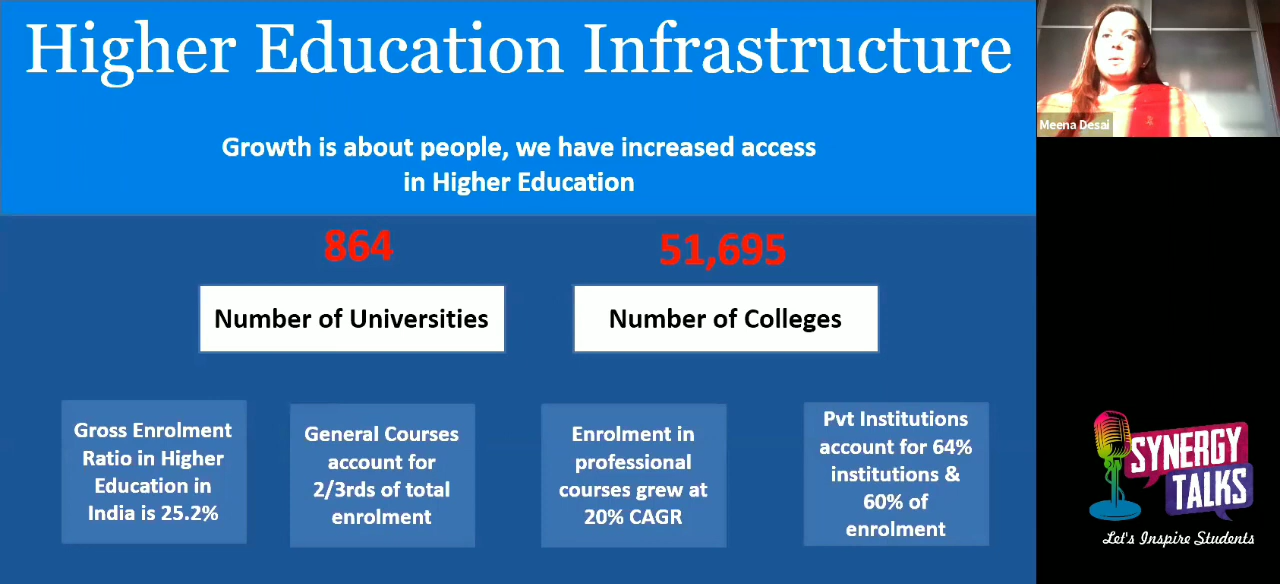 Higher Education Infrastructure
Growth is about people, we have increased access
in Higher Education
864
Number of Universities
51,695
Number of Colleges
Gross Enrolment
Ratio in Higher
Education in
India is 25.2%
General Courses
account for
2/3rds of total
enrolment
Enrolment in
professional
courses grew at
20% CAGR
Pvt Institutions
account for 64%
institutions &
60% of
enrolment
Meena Desai
SYNERGY
TALKS
Let's Inspire Students